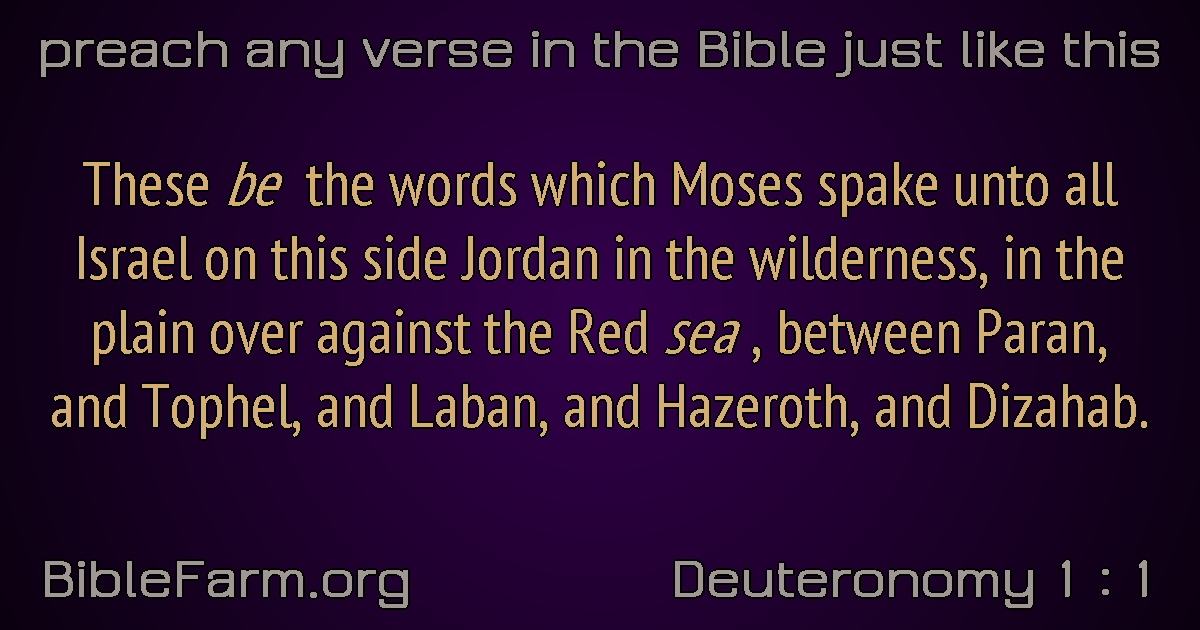 preach any verse in the Bible just like this
These be the words which Moses spake unto all
Israel on this side Jordan in the wilderness, in the
plain over against the Red sea , between Paran,
and Tophel, and Laban, and Hazeroth, and Dizahab.
BibleFarm.org
Deuteronomy 1 : 1